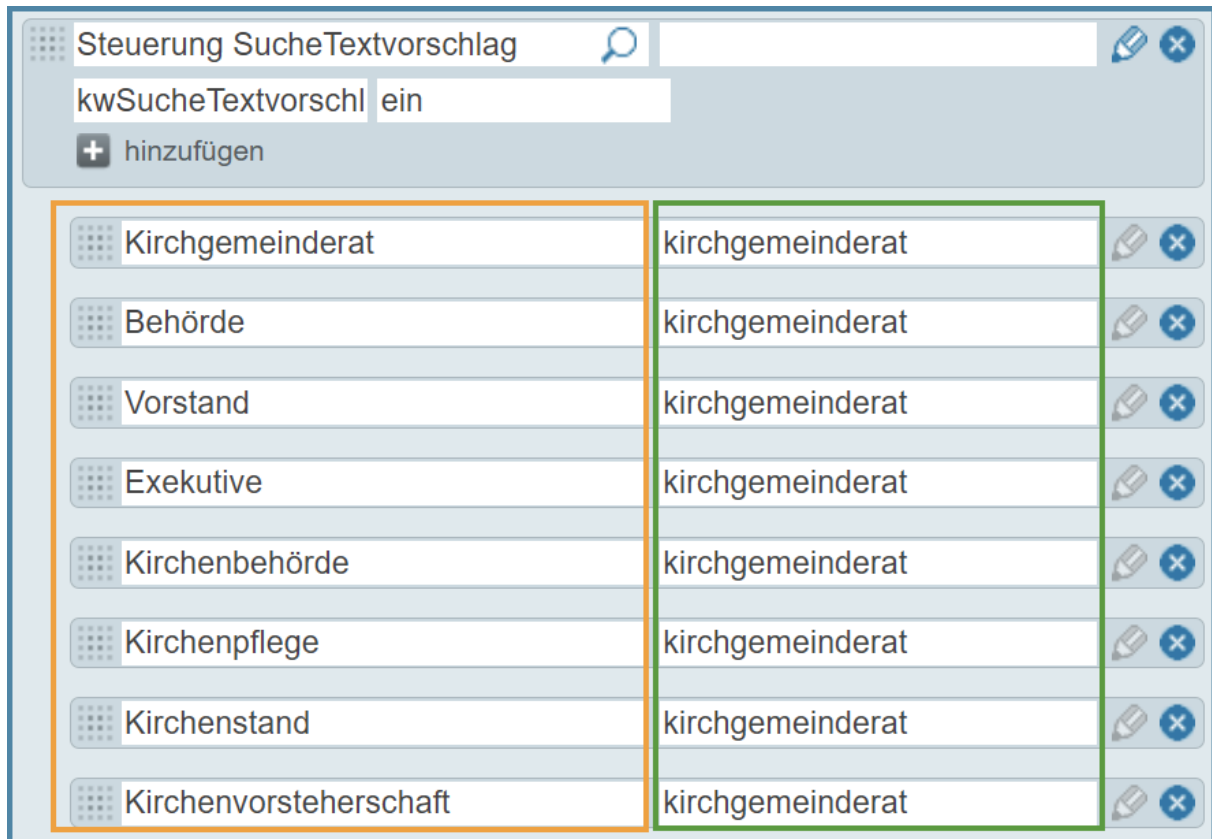 Steuerung SucheTextvorschlag
kwSucheTextvorschl ein
hinzufügen
Kirchgemeinderat kirchgemeinderat
Behörde kirchgemeinderat
Vorstand kirchgemeinderat
Exekutive kirchgemeinderat
Kirchenbehörde kirchgemeinderat
Kirchenpflege kirchgemeinderat
Kirchenstand kirchgemeinderat
Kirchenvorsteherschaft kirchgemeinderat